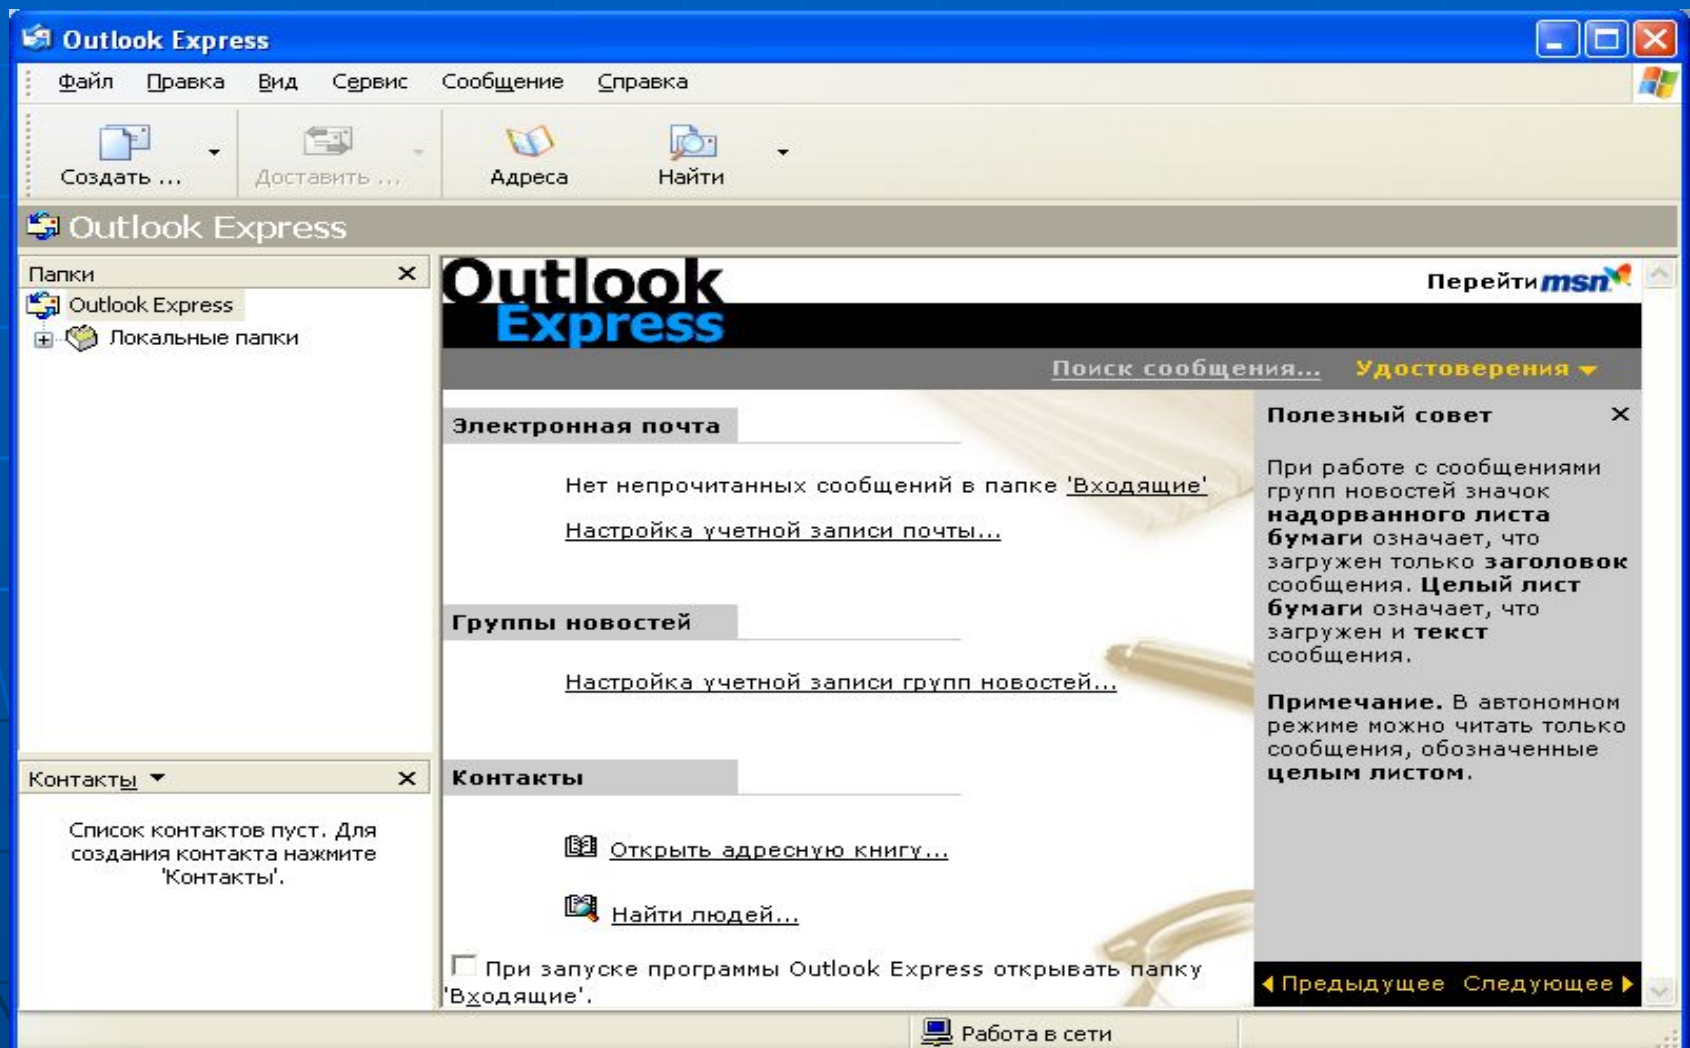 Outlook Express
Файл Правка Вид Сервис Сообщение Справка
Создать ... Доставить ... Адреса Найти
Outlook Express
Папки
Outlook Express
Локальные папки
Контакты
Список контактов пуст. Для
создания контакта нажмите
'Контакты'.
Outlook
Express
Перейти msn
Поиск сообщения... Удостоверения
Электронная почта
Нет непрочитанных сообщений в папке 'Входящие'
Настройка учетной записи почты...
Группы новостей
Настройка учетной записи групп новостей...
Контакты
Открыть адресную книгу...
Найти людей...
При запуске программы Outlook Express открывать папку
'Входящие'.
Полезный совет
При работе с сообщениями
групп новостей значок
надорванного листа
бумаги означает, что
загружен только заголовок
сообщения. Целый лист
бумаги означает, что
загружен и текст
сообщения.
Примечание. В автономном
режиме можно читать только
сообщения, обозначенные
целым листом.
Предыдущее Следующее
Работа в сети